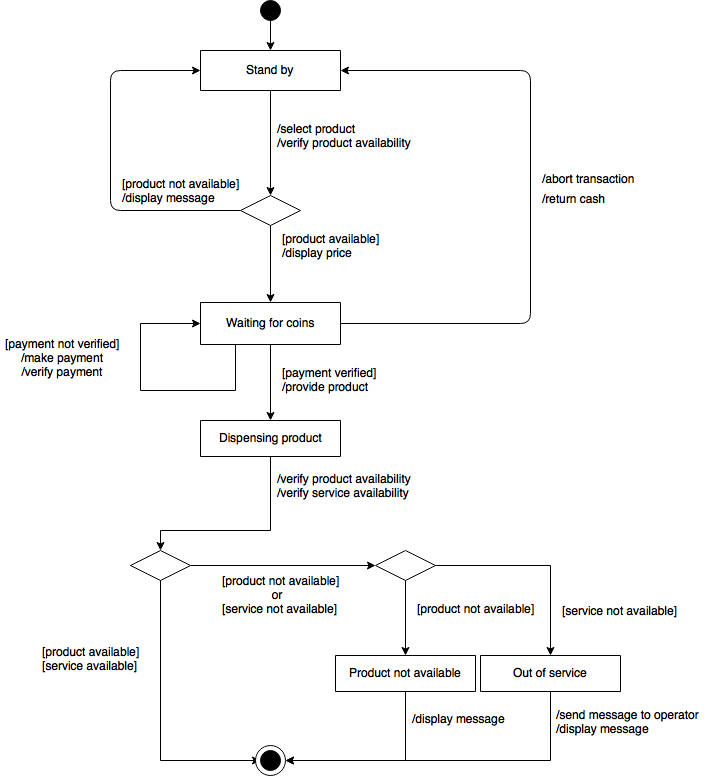 Stand by
/select product
/verify product availability
[product not available]
/display message
/abort transaction
/return cash
[product available]
/display price
Waiting for coins
[payment not verified]
/make payment
/verify payment
[payment verified]
/provide product
Dispensing product
/verify product availability
/verify service availability
[product not available]
or
[service not available]
[product not available]
[service not available]
[product available]
[service available]
Product not available
Out of service
/display message
/send message to operator
/display message